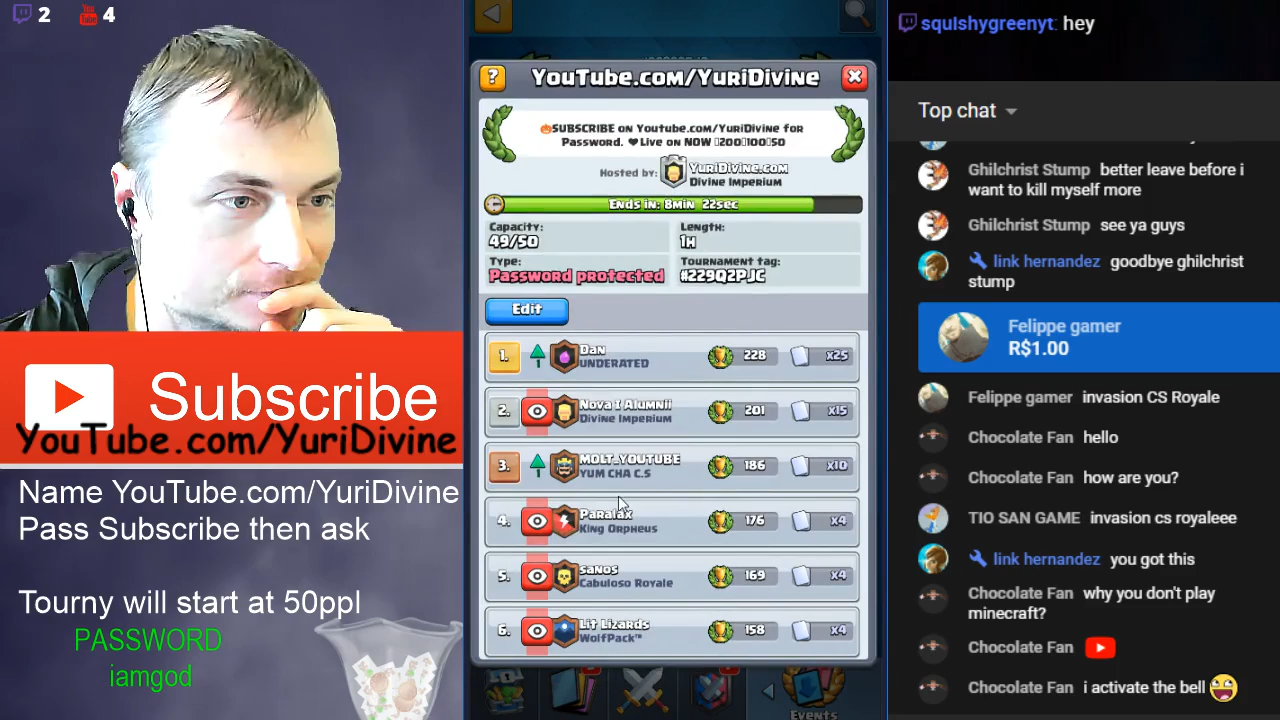 2 4
Subscribe
YouTube.com/YuriDivine
Name YouTube.com/YuriDivine
Pass Subscribe then ask
Tourny will start at 50ppl
PASSWORD
iamgod
?
YouTube.com/YuriDivine
SUBSCRIBE on Youtube.com/YuriDivine for
Password. ❤Live on NOW 200 100 50
Hosted by: YuriDivine.com
Divine Imperium
Ends in: 8min 22sec
Capacity: Length:
49/50 1H
Type: Tournament tag:
Password protected #229Q2PJC
Edit
1. 1 Dan 228 x25
UNDERATED
2. Nova I Alumnii 201 x15
Divine Imperium
3. 1 MOLT_YOUTUBE 186 x10
YUM CHA C.S
4. Paralax 176 x4
King Orpheus
5. Sanos 169 x4
Cabuloso Royale
6. Lit Lizards 158 x4
WolfPack™
Events
squishygreenyt: hey
Top chat
Ghilchrist Stump better leave before i
want to kill myself more
Ghilchrist Stump see ya guys
link hernandez goodbye ghilchrist
stump
Felippe gamer
R$1.00
Felippe gamer invasion CS Royale
Chocolate Fan hello
Chocolate Fan how are you?
TIO SAN GAME invasion cs royaleee
link hernandez you got this
Chocolate Fan why you don't play
minecraft?
Chocolate Fan
Chocolate Fan i activate the bell 😄